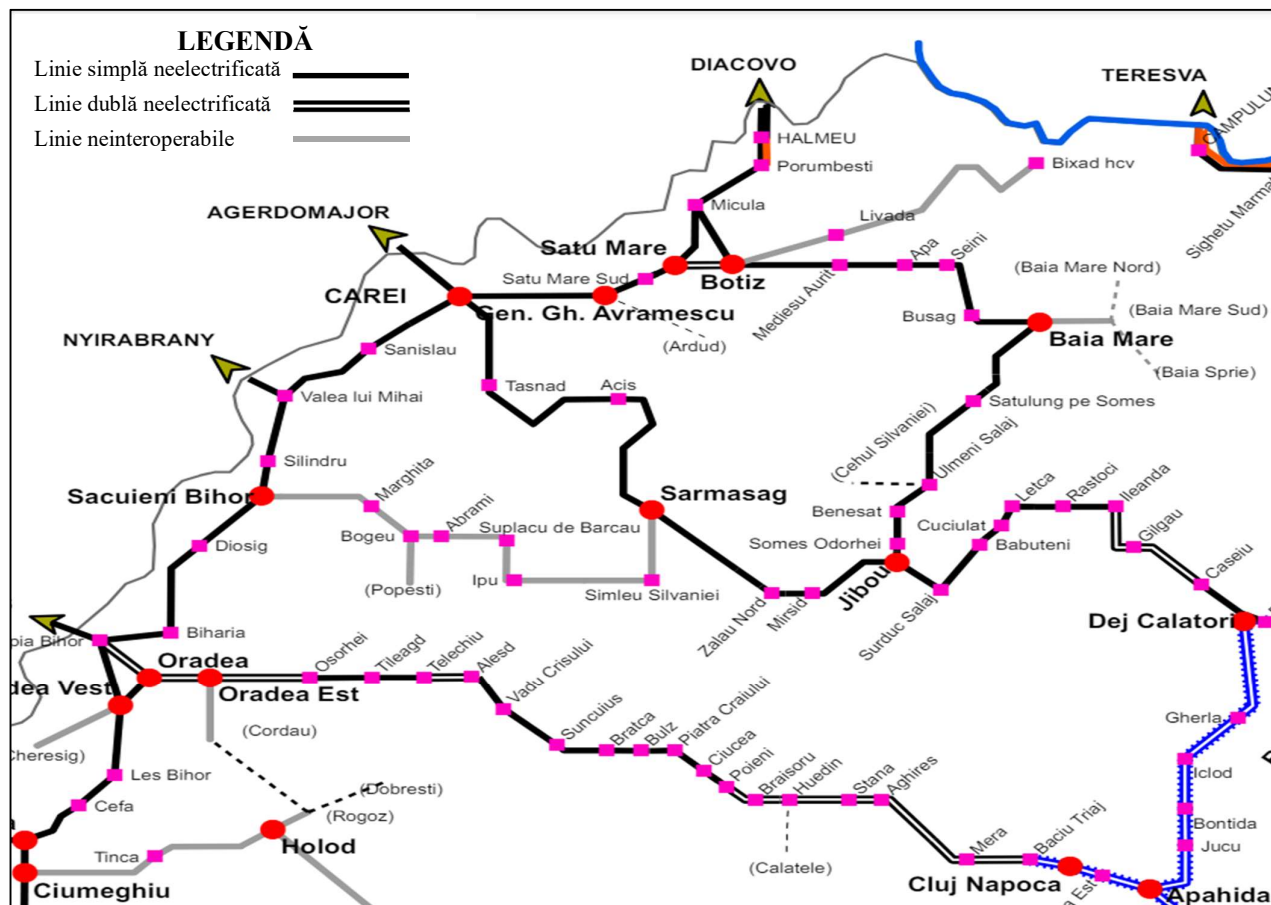 LEGENDĂ
Linie simplă neelectrificată
Linie dublă neelectrificată
Linie neinteroperabile
DIACOVO
TERESVA
HALMEU
Porumbesti
Bixad hcv
Micula
Livada
AGERDOMAJOR
Satu Mare
Satu Mare Sud
Botiz
Mediesu Aurit
Apa
Seini
Sighetu
(Baia Mare Nord)
(Baia Mare Sud)
(Baia Sprie)
CAREI
Gen. Gh. Avramescu
(Ardud)
Busag
Baia Mare
NYIRABRANY
Sanislau
Valea lui Mihai
Tasnad
Acis
Satulung pe Somes
(Cehul Silvaniei)
Ulmeni Salaj
Silindru
Sacuieni Bihor
Marghita
Sarmasag
Benesat
Letca
Rastoci
Ileanda
Diosig
Bogeu
Abrami
Suplacu de Barcau
Cuciulat
Babuteni
Gilgau
Somes Odorhei
(Popesti)
Ipu
Simleu Silvaniei
Jibou
Caseiu
Zalau Nord
Mirsid
Surduc Salaj
Dej Calatori
Bihor
Biharia
Oradea
Oradea Est
Osorhei
Tileagd
Telechiu
Alesd
Vest
Vadu Crisului
Gherla
(Cordau)
Suncuius
Bratca
Bulz
Piatra Craiului
Ciucea
Poieni
Braisoru
Huedin
Stana
Aghires
Iclod
Les Bihor
(Dobresti)
Cefa
(Rogoz)
Bontida
Holod
Tinca
(Calatele)
Mera
Baciu Triaj
Jucu
Ciumeghiu
Cluj Napoca
Est
Apahida